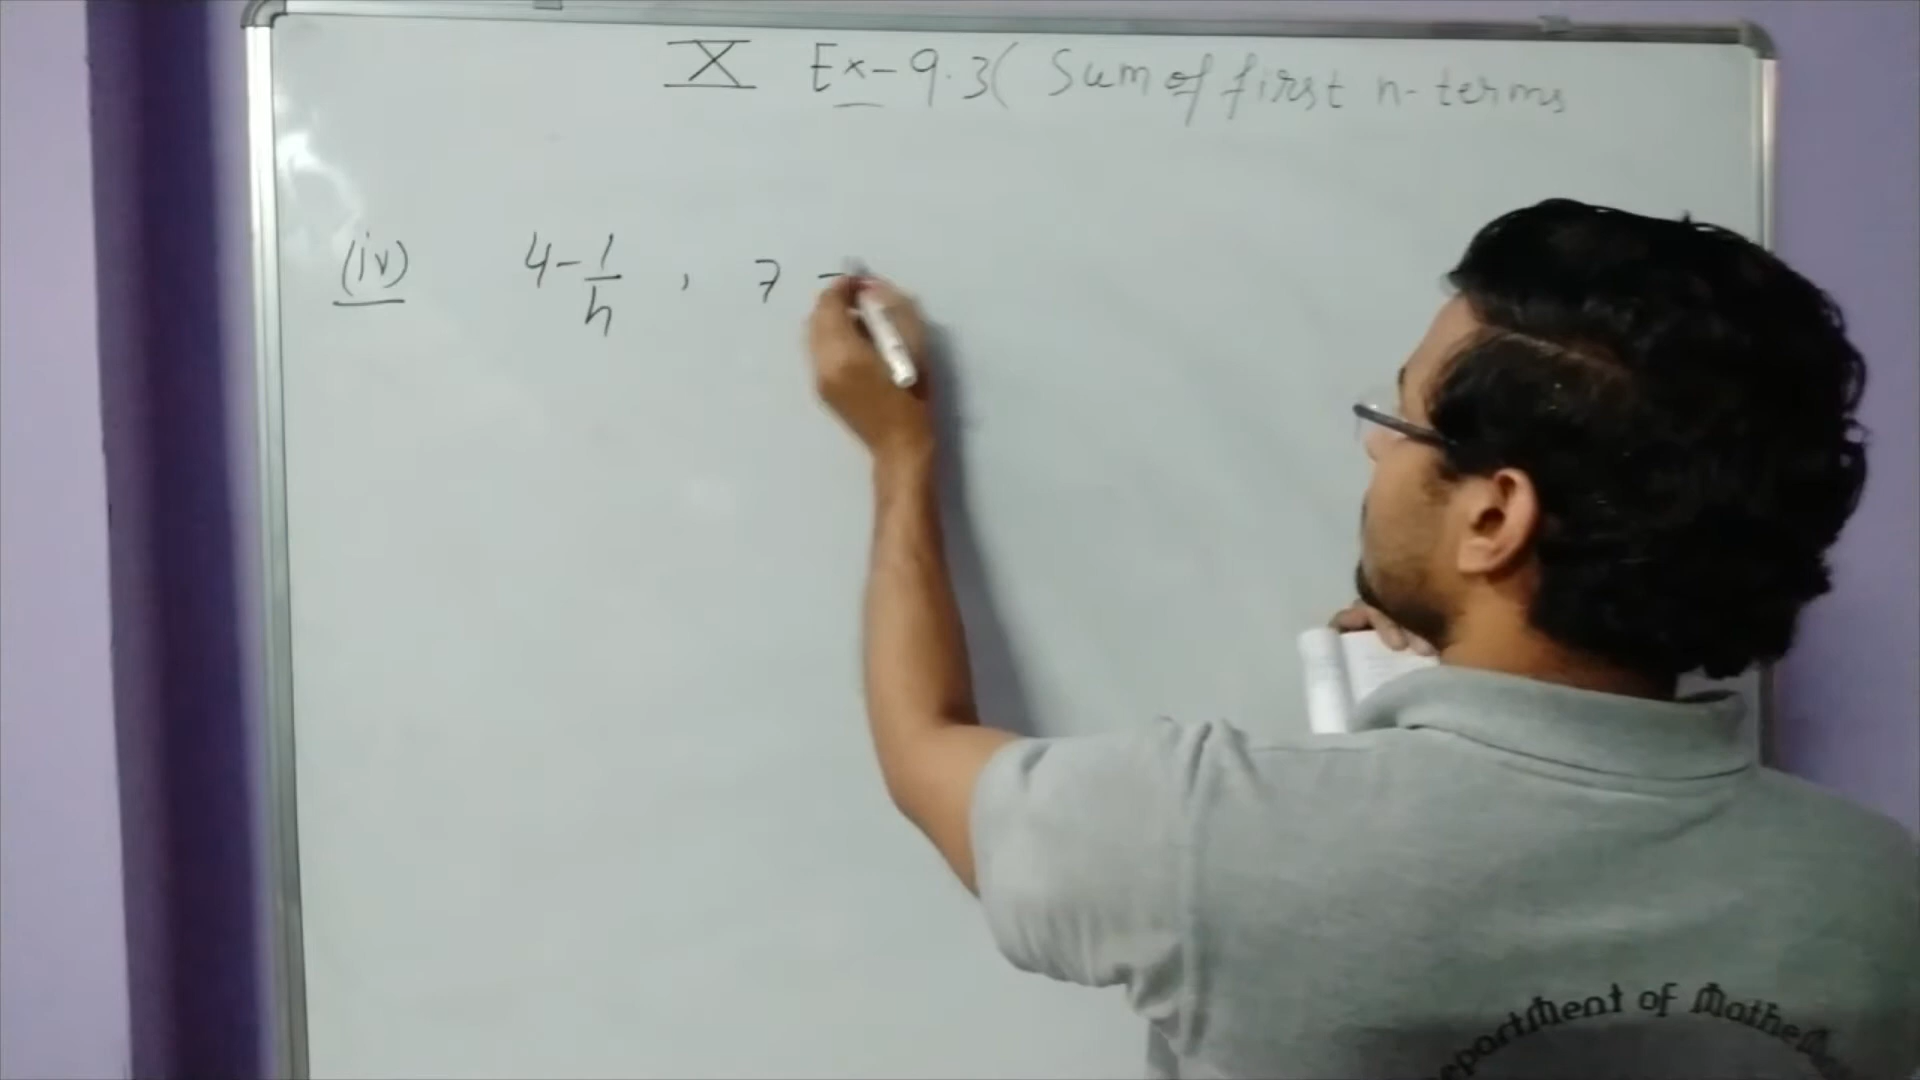 X Ex-9.3( Sum of first n-terms
(iv) 4-1/n , 7 -
Department of Mathe